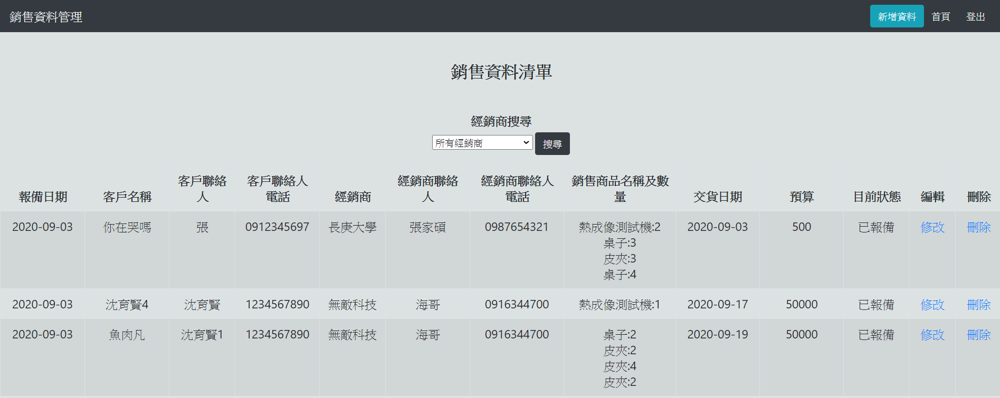 銷售資料管理
新增資料 首頁 登出
銷售資料清單
經銷商搜尋
所有經銷商 搜尋
報備日期
客戶名稱
客戶聯絡
人
客戶聯絡人
電話
經銷商
經銷商聯絡
人
經銷商聯絡人
電話
銷售商品名稱及數
量
交貨日期
預算
目前狀態
編輯
刪除
2020-09-03 你在哭嗎 張 0912345697 長庚大學 張家碩 0987654321 熱成像測試機:2 2020-09-03 500 已報備 修改 刪除
桌子:3
皮夾:3
桌子:4
2020-09-03 沈育賢4 沈育賢 1234567890 無敵科技 海哥 0916344700 熱成像測試機:1 2020-09-17 50000 已報備 修改 刪除
2020-09-03 魚肉凡 沈育賢1 1234567890 無敵科技 海哥 0916344700 桌子:2 2020-09-19 50000 已報備 修改 刪除
皮夾:2
皮夾:4
皮夾:2